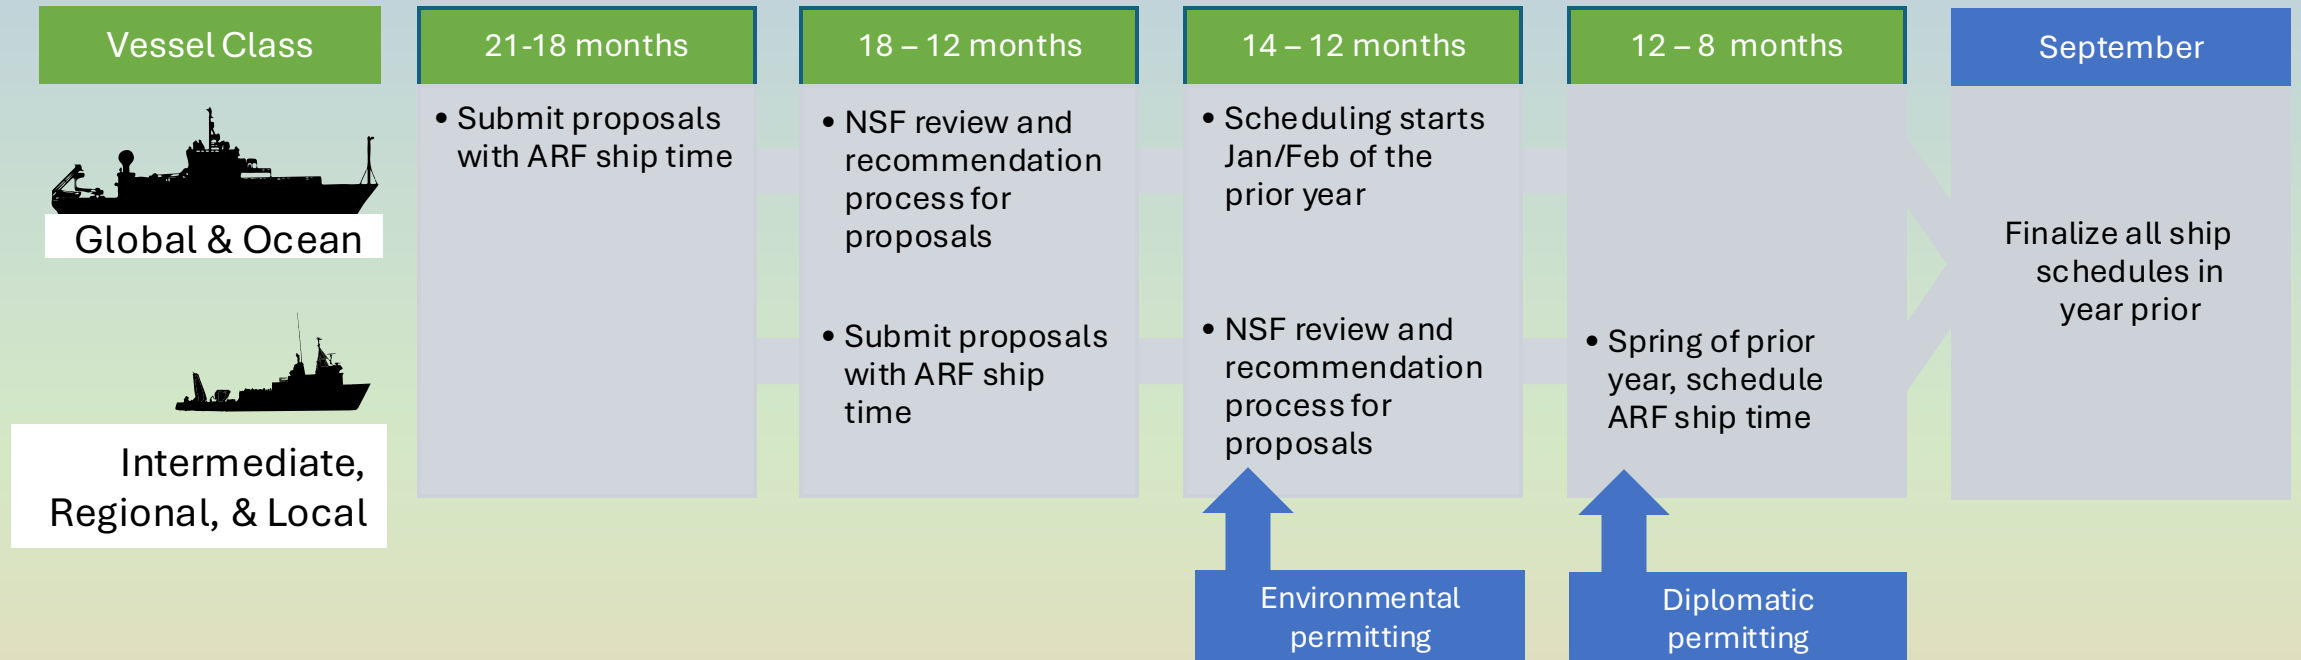 Vessel Class
21-18 months
18 – 12 months
14 – 12 months
12 – 8 months
September
Global & Ocean
• Submit proposals
with ARF ship time
• NSF review and
recommendation
process for
proposals
• Scheduling starts
Jan/Feb of the
prior year
Intermediate,
Regional, & Local
• Submit proposals
with ARF ship
time
• NSF review and
recommendation
process for
proposals
• Spring of prior
year, schedule
ARF ship time
Finalize all ship
schedules in
year prior
Environmental
permitting
Diplomatic
permitting